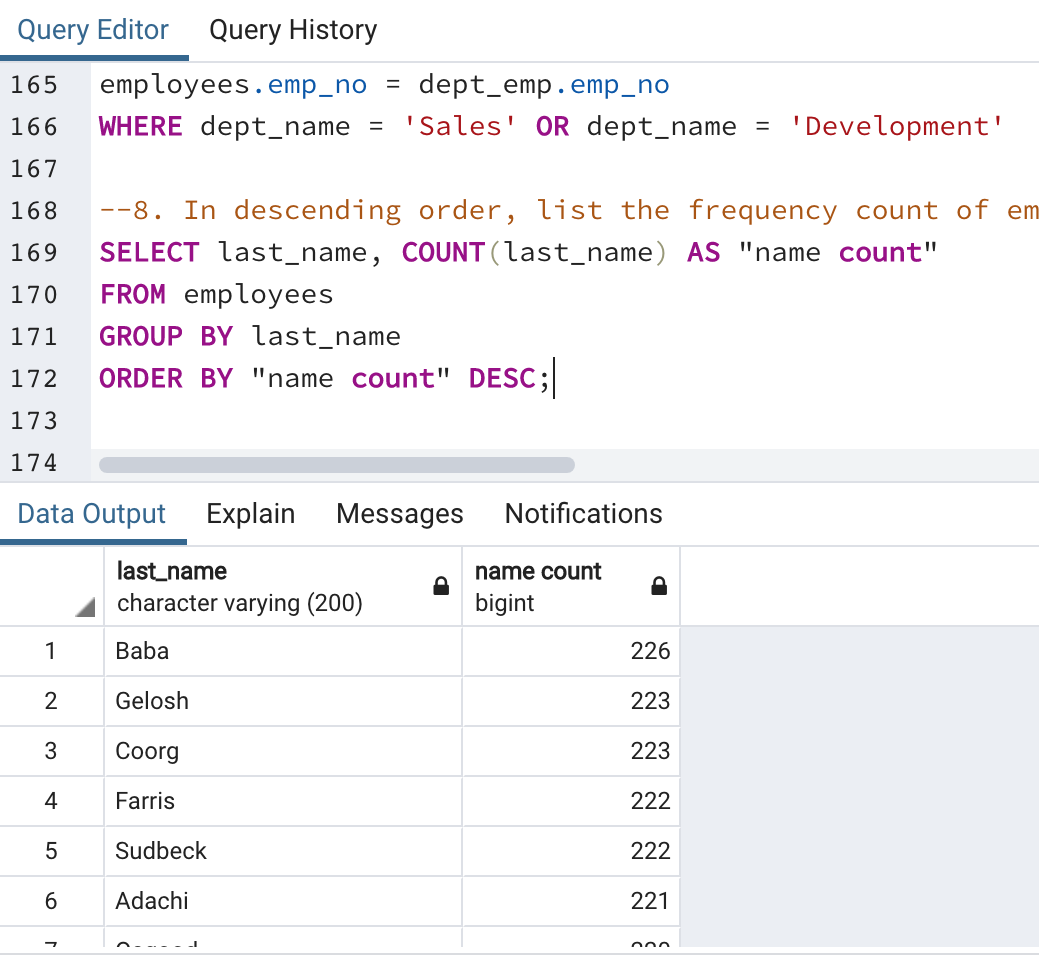 Query Editor Query History
165 employees.emp_no = dept_emp.emp_no
166 WHERE dept_name = 'Sales' OR dept_name = 'Development'
167
168 --8. In descending order, list the frequency count of em
169 SELECT last_name, COUNT(last_name) AS "name count"
170 FROM employees
171 GROUP BY last_name
172 ORDER BY "name count" DESC;
173
174
Data Output Explain Messages Notifications
last_name name count
character varying (200) bigint
1 Baba 226
2 Gelosh 223
3 Coorg 223
4 Farris 222
5 Sudbeck 222
6 Adachi 221